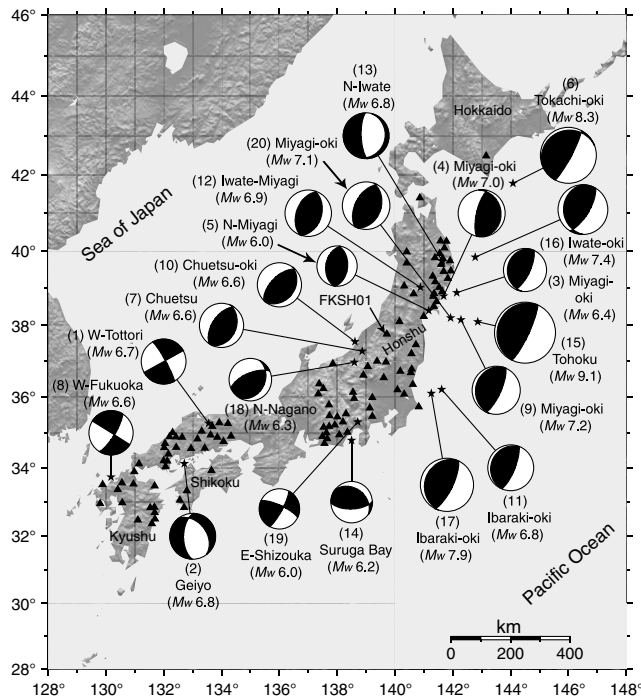 46°
44°
42°
40°
38°
36°
34°
32°
30°
28°
128°
130°
132°
134°
136°
138°
140°
142°
144°
146°
Sea of Japan
Pacific Ocean
Hokkaido
Honshu
Shikoku
Kyushu
FKSH01
(13)
N-Iwate
(Mw 6.8)
(6)
Tokachi-oki
(Mw 8.3)
(20) Miyagi-oki
(Mw 7.1)
(4) Miyagi-oki
(Mw 7.0)
(12) Iwate-Miyagi
(Mw 6.9)
(5) N-Miyagi
(Mw 6.0)
(16) Iwate-oki
(Mw 7.4)
(10) Chuetsu-oki
(Mw 6.6)
(3) Miyagi-
oki
(Mw 6.4)
(7) Chuetsu
(Mw 6.6)
(1) W-Tottori
(Mw 6.7)
(15)
Tohoku
(Mw 9.1)
(8) W-Fukuoka
(Mw 6.6)
(18) N-Nagano
(Mw 6.3)
(9) Miyagi-oki
(Mw 7.2)
(2)
Geiyo
(Mw 6.8)
(19)
E-Shizouka
(Mw 6.0)
(14)
Suruga Bay
(Mw 6.2)
(17)
Ibaraki-oki
(Mw 7.9)
(11)
Ibaraki-oki
(Mw 6.8)
km
0 200 400